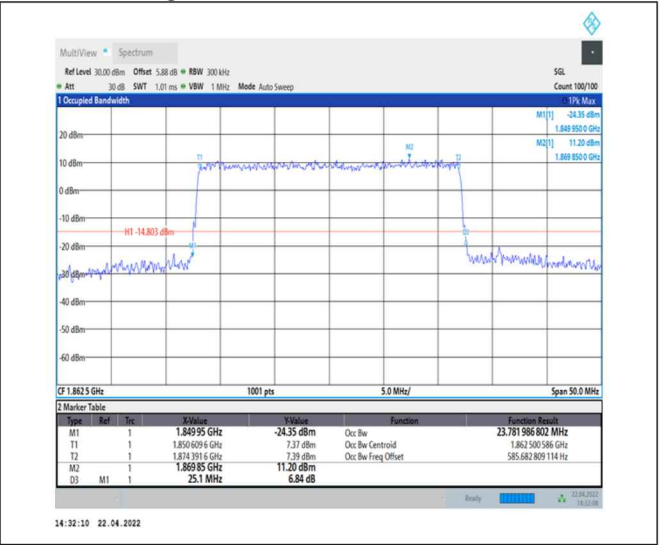 MultiView Spectrum
Ref Level 30.00 dBm Offset 5.88 dB RBW 300 kHz SGL
Att 30 dB SWT 1.01 ms VBW 1 MHz Mode Auto Sweep Count 100/100
1 Occupied Bandwidth 1Pk Max
M1[1] -24.35 dBm
1.849 950 0 GHz
20 dBm
M2[1] 11.20 dBm
1.869 850 0 GHz
M2
T1 T2
10 dBm
0 dBm
-10 dBm
H1 -14.803 dBm
D3
-20 dBm
M1
-30 dBm
-40 dBm
-50 dBm
-60 dBm
CF 1.862 5 GHz 1001 pts 5.0 MHz/ Span 50.0 MHz
2 Marker Table
Type Ref Trc X-Value Y-Value Function Function Result
M1 1 1.849 95 GHz -24.35 dBm Occ Bw 23.781 986 802 MHz
T1 1 1.850 609 6 GHz 7.37 dBm Occ Bw Centroid 1.862 500 586 GHz
T2 1 1.874 391 6 GHz 7.39 dBm Occ Bw Freq Offset 585.682 809 114 Hz
M2 1 1.869 85 GHz 11.20 dBm
D3 M1 1 25.1 MHz 6.84 dB
Ready 22.04.2022
14:32:08
14:32:10 22.04.2022